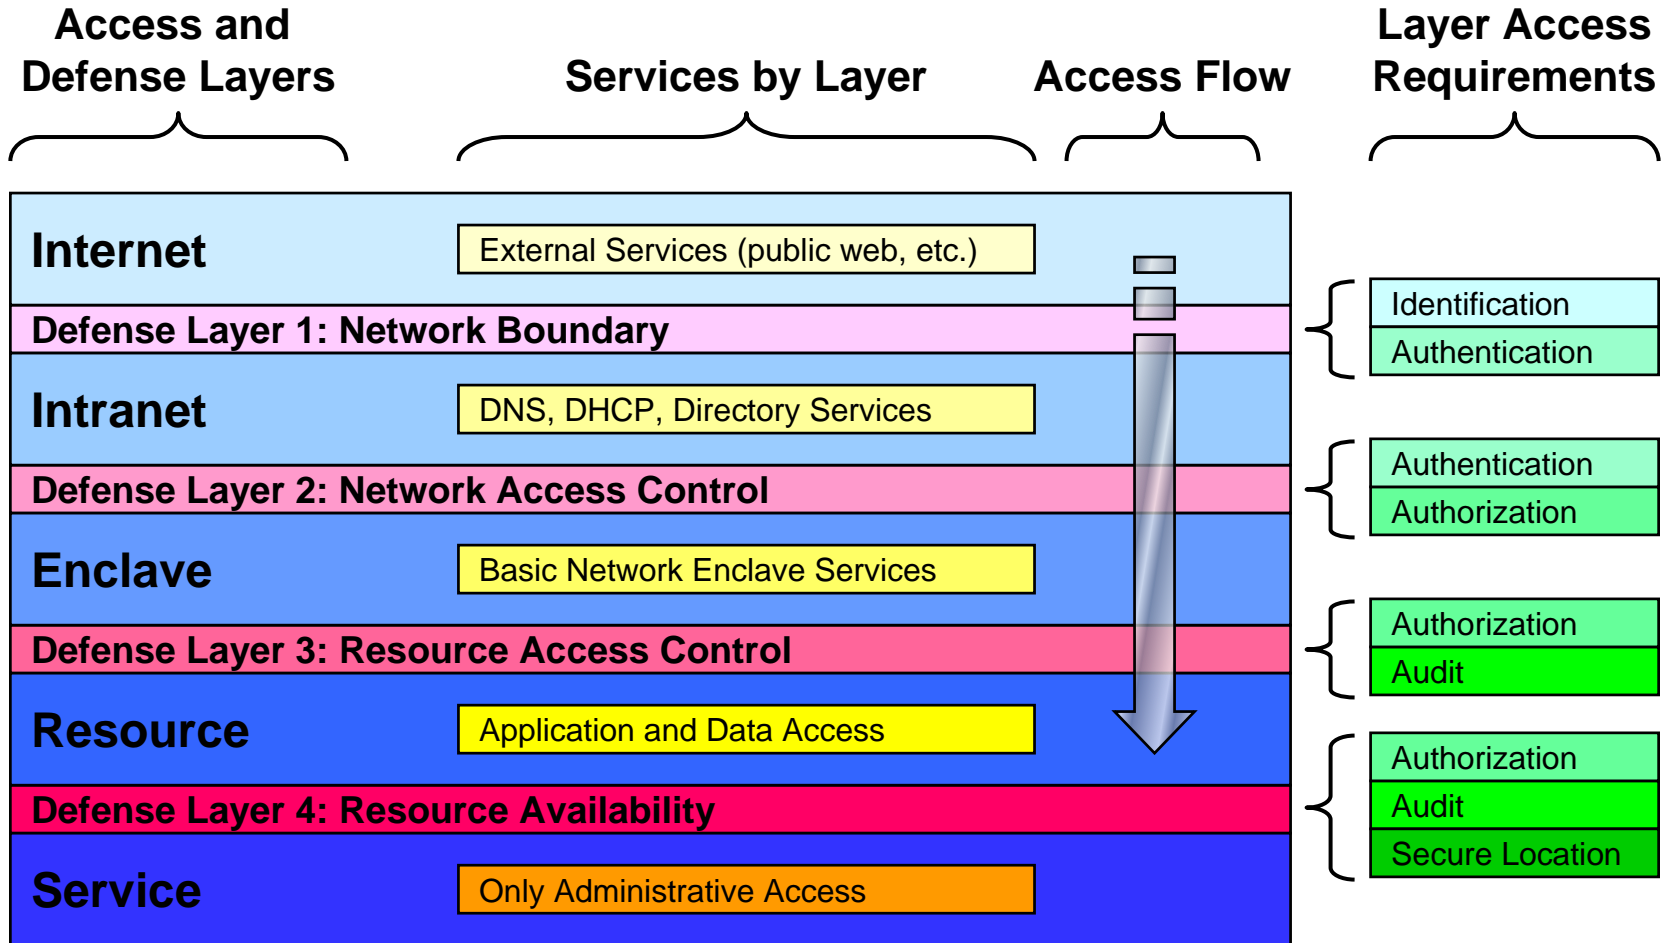 Access and
Defense Layers
Services by Layer
Access Flow
Layer Access
Requirements
Internet
External Services (public web, etc.)
Defense Layer 1: Network Boundary
Identification
Authentication
Intranet
DNS, DHCP, Directory Services
Defense Layer 2: Network Access Control
Authentication
Authorization
Enclave
Basic Network Enclave Services
Defense Layer 3: Resource Access Control
Authorization
Audit
Resource
Application and Data Access
Defense Layer 4: Resource Availability
Authorization
Audit
Secure Location
Service
Only Administrative Access